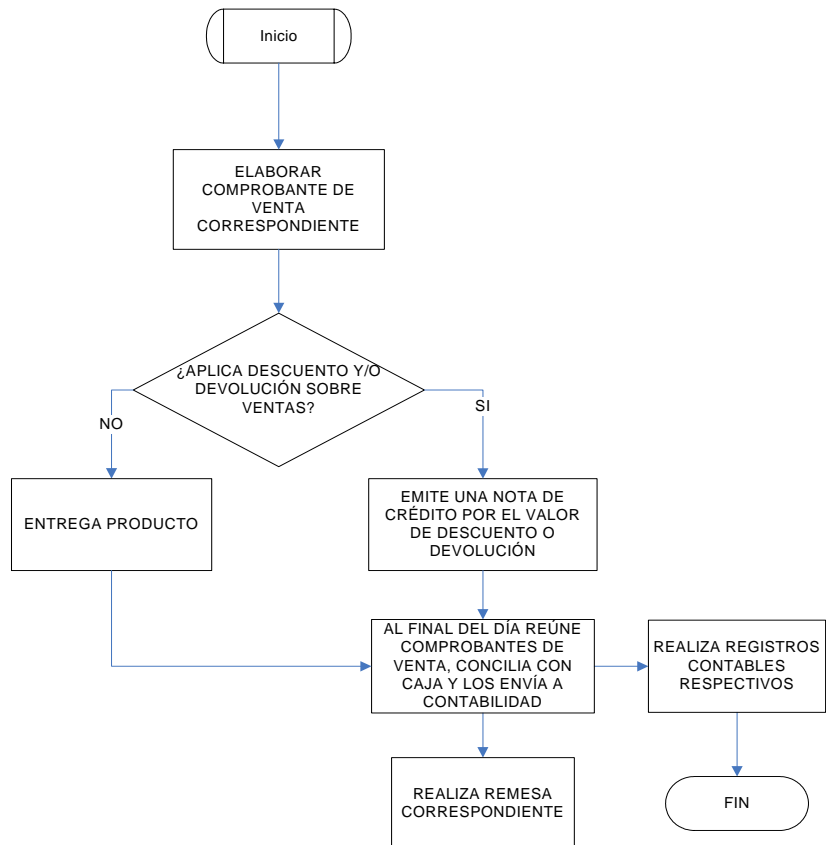 Inicio
ELABORAR
COMPROBANTE DE
VENTA
CORRESPONDIENTE
¿APLICA DESCUENTO Y/O
DEVOLUCIÓN SOBRE
VENTAS?
NO
SI
ENTREGA PRODUCTO
EMITE UNA NOTA DE
CRÉDITO POR EL VALOR
DE DESCUENTO O
DEVOLUCIÓN
AL FINAL DEL DÍA REÚNE
COMPROBANTES DE
VENTA, CONCILIA CON
CAJA Y LOS ENVÍA A
CONTABILIDAD
REALIZA REGISTROS
CONTABLES
RESPECTIVOS
REALIZA REMESA
CORRESPONDIENTE
FIN